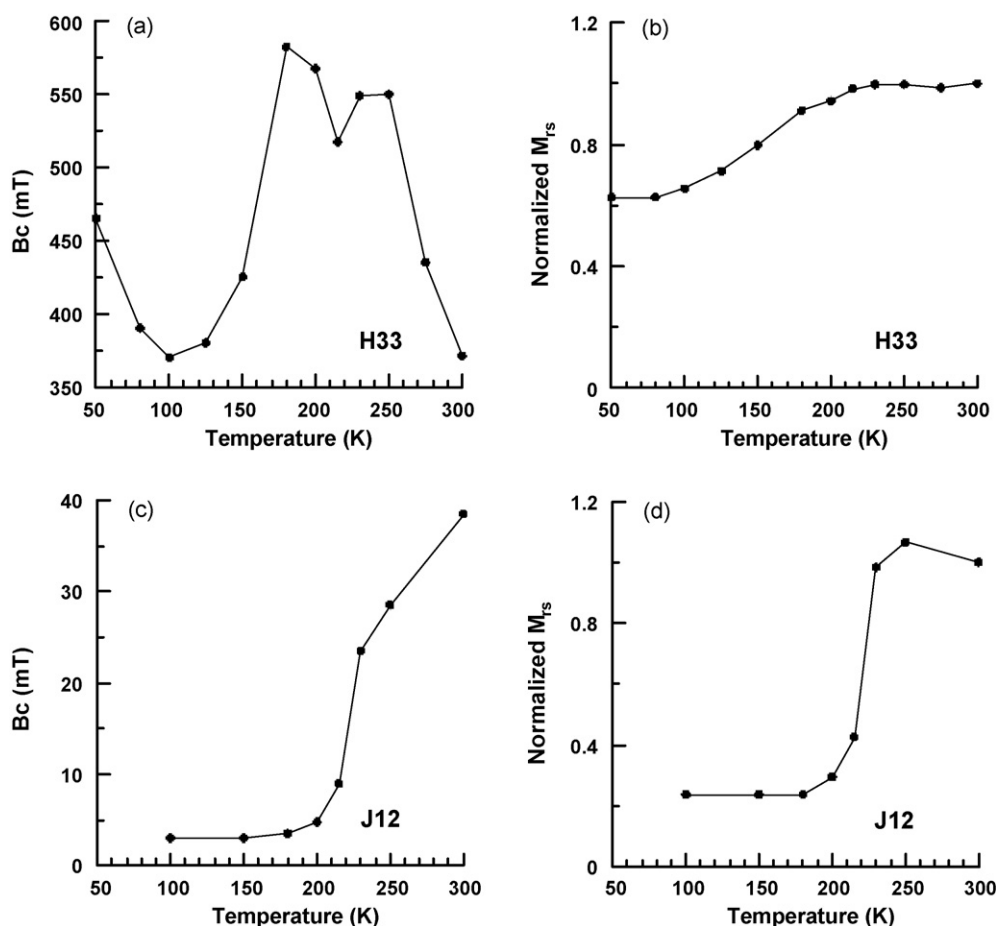 (a)
600
550
500
450
400
350
Bc (mT)
H33
50 100 150 200 250 300
Temperature (K)
(b)
1.2
0.8
0.4
0
Normalized Mrs
H33
50 100 150 200 250 300
Temperature (K)
(c)
40
30
20
10
0
Bc (mT)
J12
50 100 150 200 250 300
Temperature (K)
(d)
1.2
0.8
0.4
0
Normalized Mrs
J12
50 100 150 200 250 300
Temperature (K)